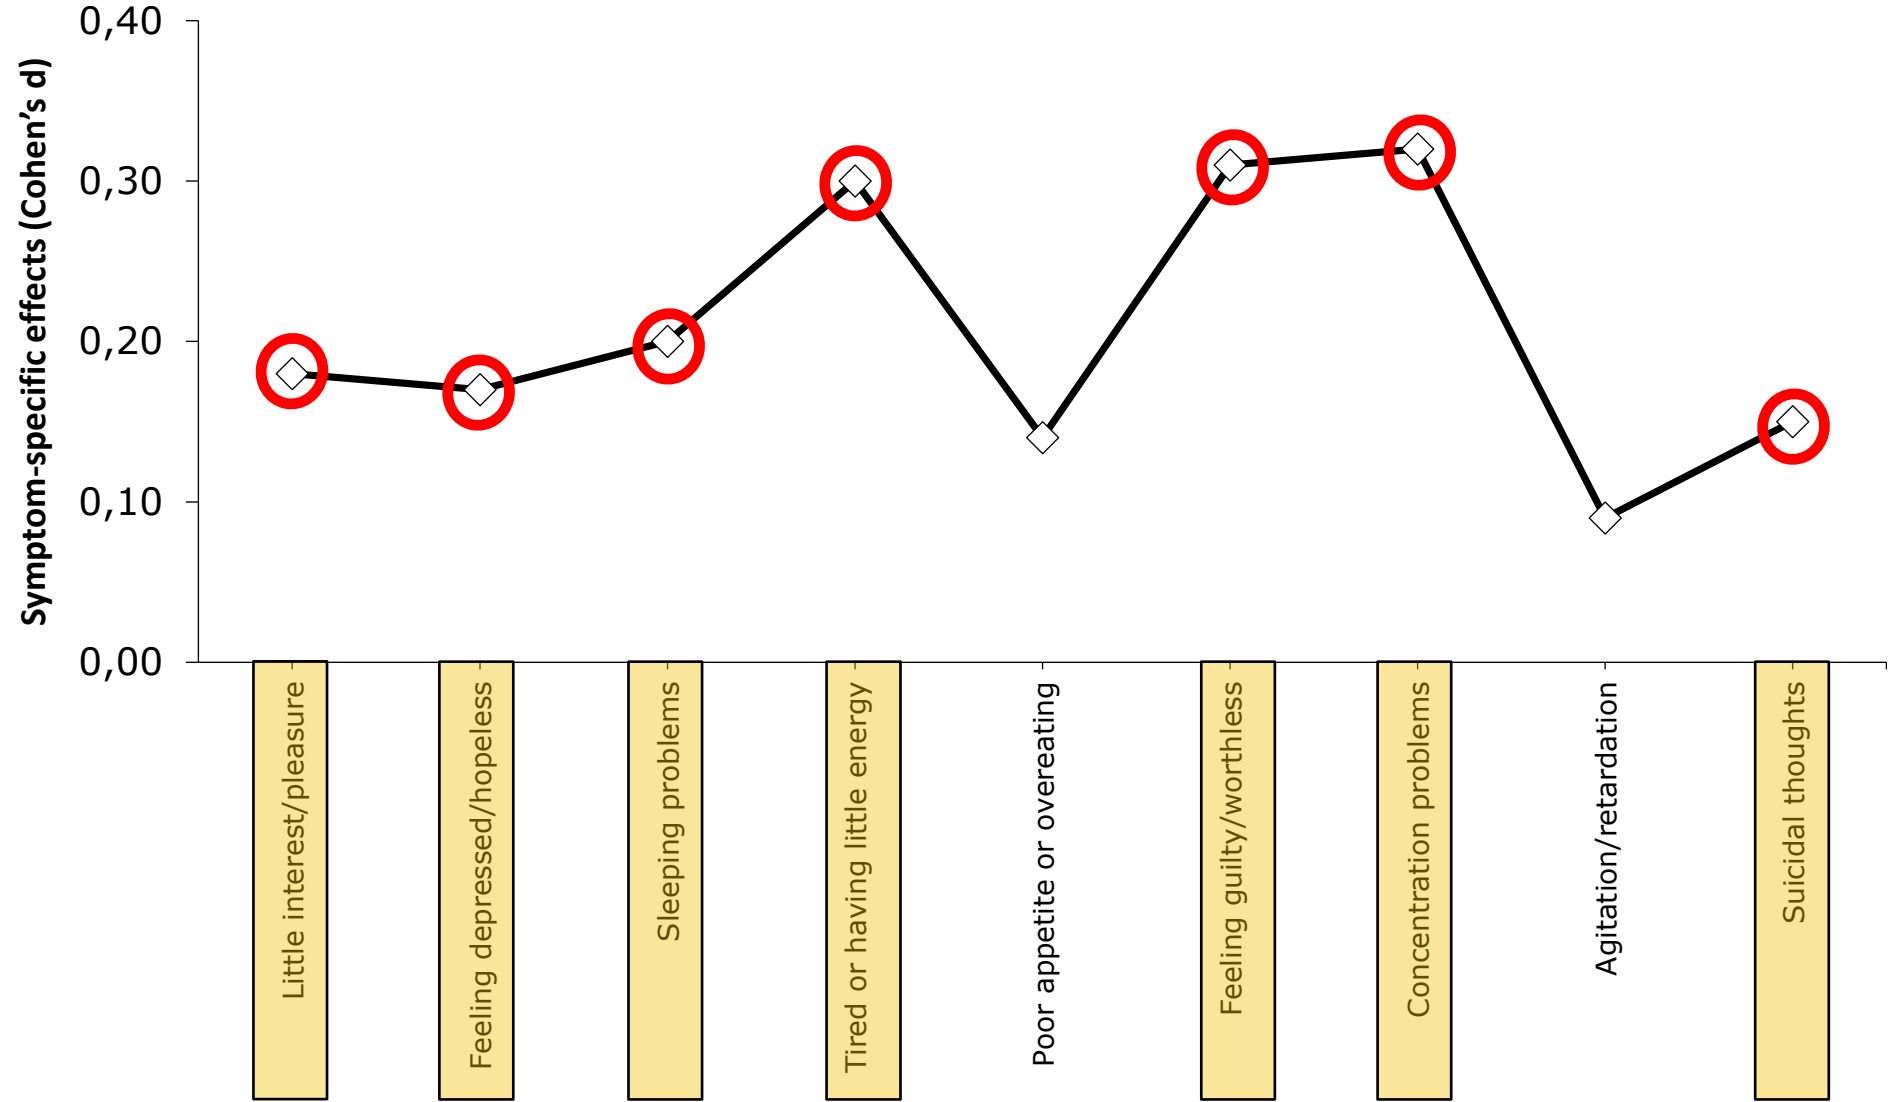 Symptom-specific effects (Cohen’s d)
0,40
0,30
0,20
0,10
0,00
Little interest/pleasure
Feeling depressed/hopeless
Sleeping problems
Tired or having little energy
Poor appetite or overeating
Feeling guilty/worthless
Concentration problems
Agitation/retardation
Suicidal thoughts